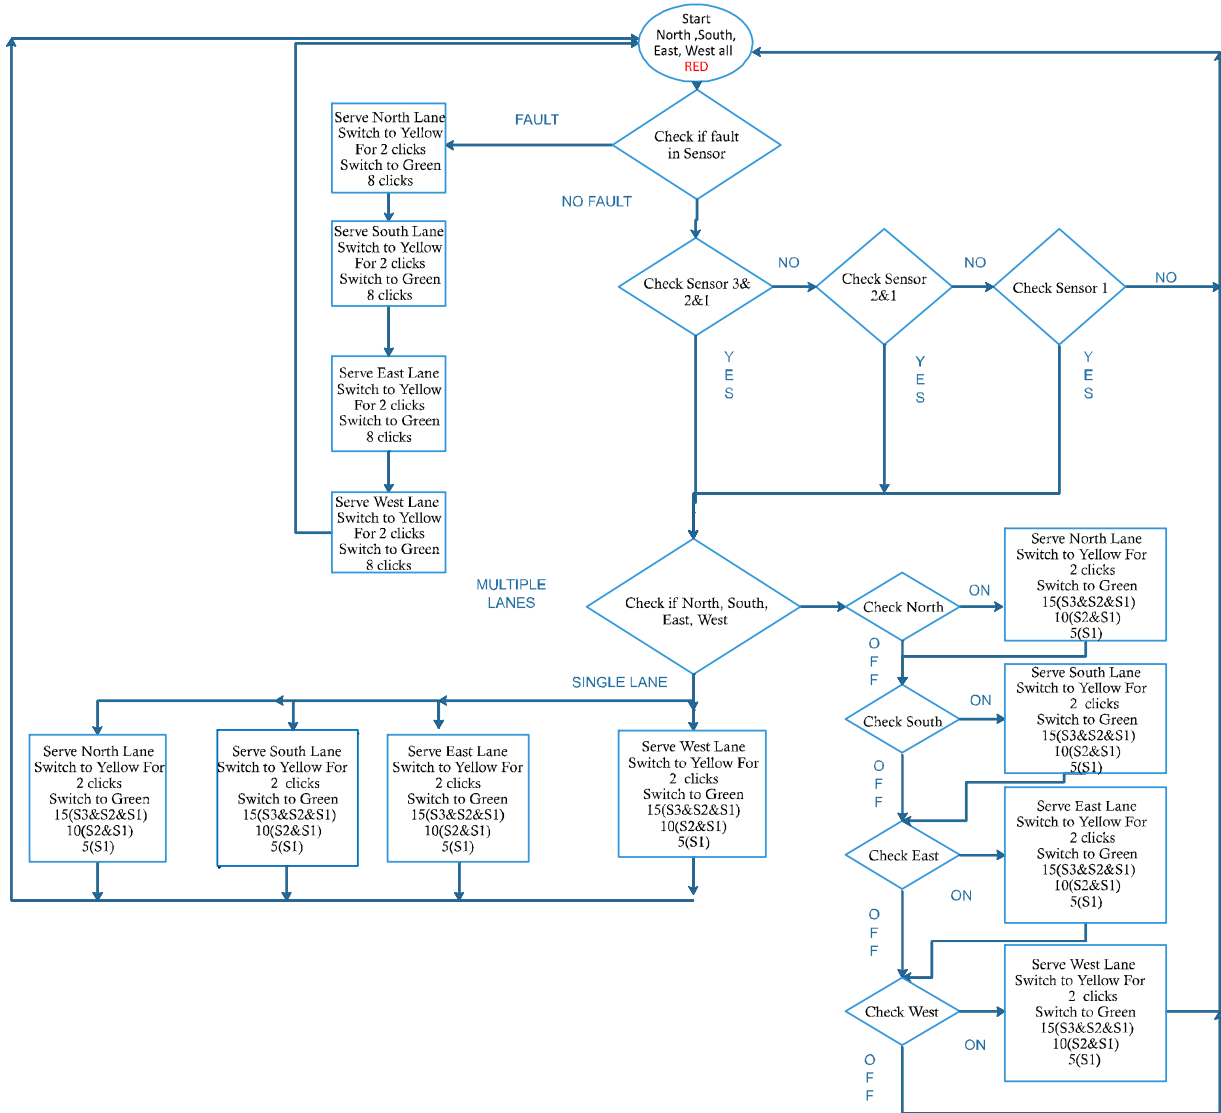 Start
North ,South,
East, West all
RED
Check if fault
in Sensor
FAULT
NO FAULT
Serve North Lane
Switch to Yellow
For 2 clicks
Switch to Green
8 clicks
Serve South Lane
Switch to Yellow
For 2 clicks
Switch to Green
8 clicks
Serve East Lane
Switch to Yellow
For 2 clicks
Switch to Green
8 clicks
Serve West Lane
Switch to Yellow
For 2 clicks
Switch to Green
8 clicks
Check Sensor 3&
2&1
NO
Check Sensor
2&1
NO
Check Sensor 1
NO
Y
E
S
Y
E
S
Y
E
S
Check if North, South,
East, West
MULTIPLE
LANES
SINGLE LANE
Serve North Lane
Switch to Yellow For
2 clicks
Switch to Green
15(S3&S2&S1)
10(S2&S1)
5(S1)
Serve South Lane
Switch to Yellow For
2 clicks
Switch to Green
15(S3&S2&S1)
10(S2&S1)
5(S1)
Serve East Lane
Switch to Yellow For
2 clicks
Switch to Green
15(S3&S2&S1)
10(S2&S1)
5(S1)
Serve West Lane
Switch to Yellow For
2 clicks
Switch to Green
15(S3&S2&S1)
10(S2&S1)
5(S1)
Check North
ON
O
F
F
Serve North Lane
Switch to Yellow For
2 clicks
Switch to Green
15(S3&S2&S1)
10(S2&S1)
5(S1)
Check South
ON
O
F
F
Serve South Lane
Switch to Yellow For
2 clicks
Switch to Green
15(S3&S2&S1)
10(S2&S1)
5(S1)
Check East
ON
O
F
F
Serve East Lane
Switch to Yellow For
2 clicks
Switch to Green
15(S3&S2&S1)
10(S2&S1)
5(S1)
Check West
ON
O
F
F
Serve West Lane
Switch to Yellow For
2 clicks
Switch to Green
15(S3&S2&S1)
10(S2&S1)
5(S1)